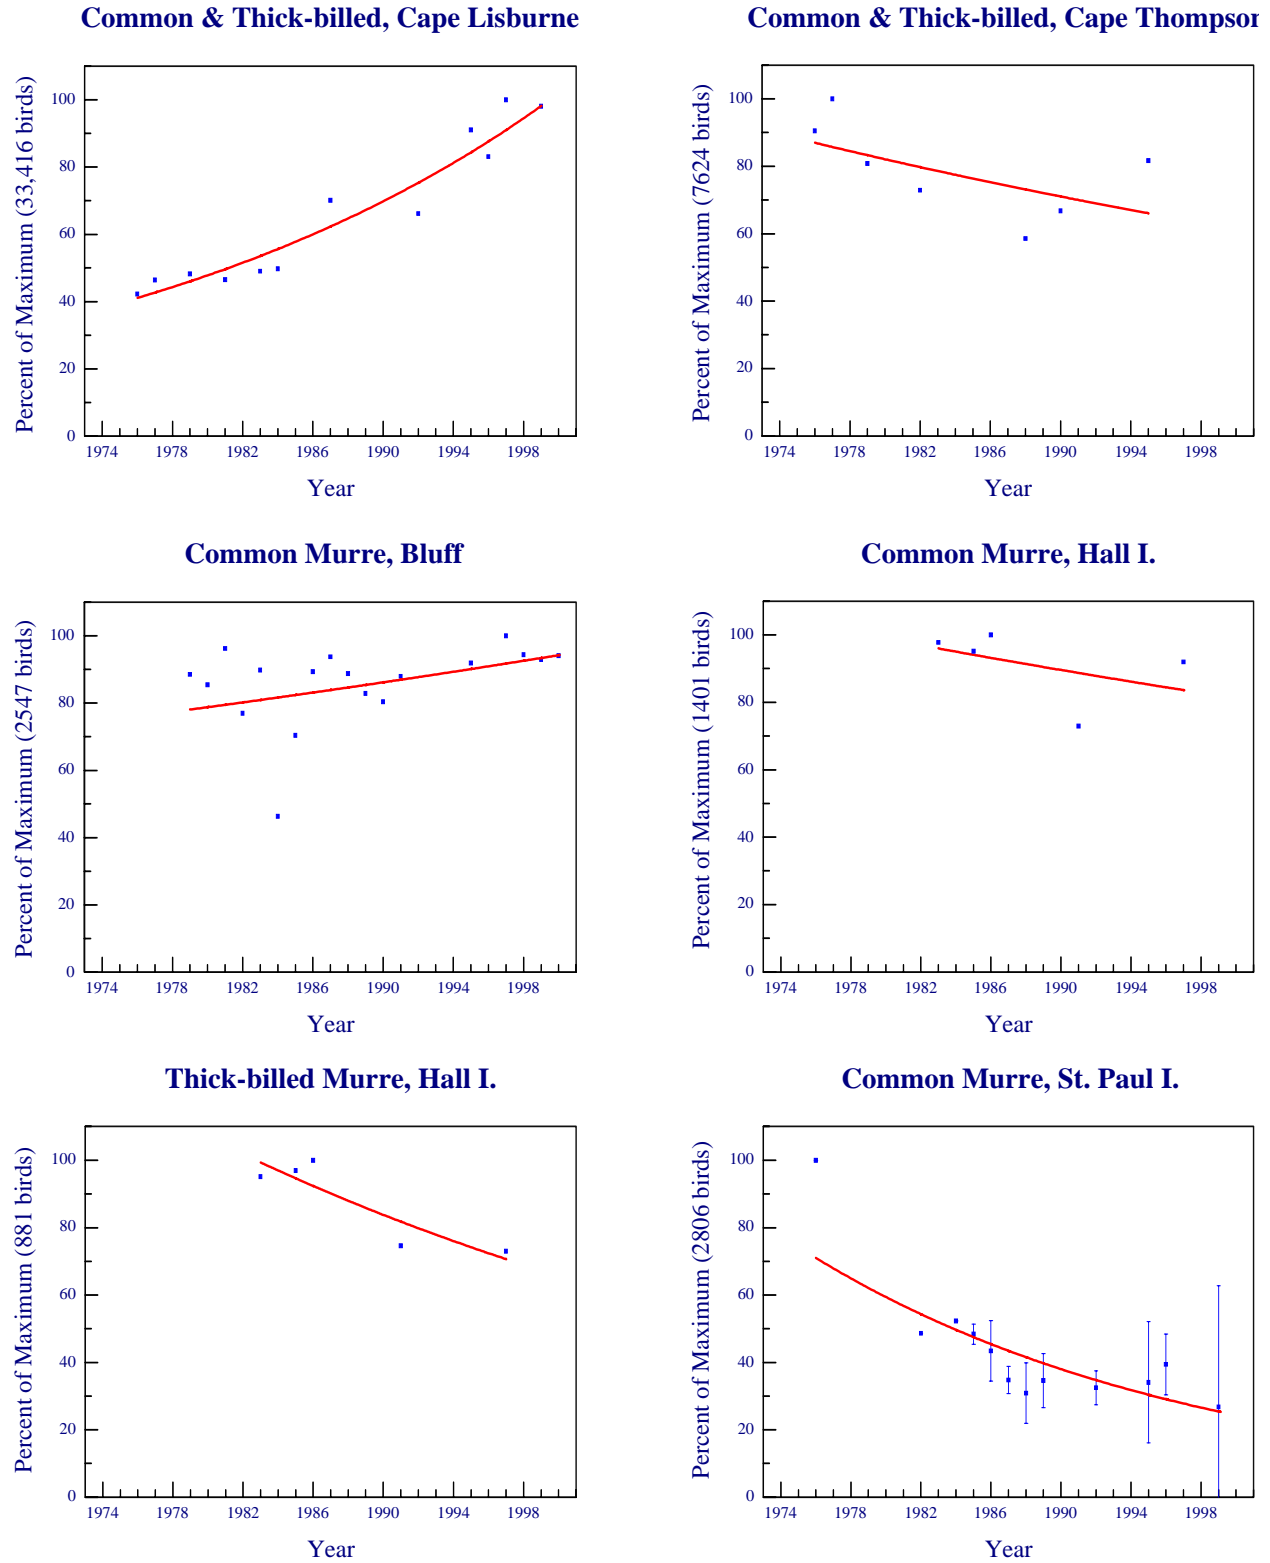 Common & Thick-billed, Cape Lisburne
Percent of Maximum (33,416 birds)
100
80
60
40
20
0
1974 1978 1982 1986 1990 1994 1998
Year
Common & Thick-billed, Cape Thompson
Percent of Maximum (7624 birds)
100
80
60
40
20
0
1974 1978 1982 1986 1990 1994 1998
Year
Common Murre, Bluff
Percent of Maximum (2547 birds)
100
80
60
40
20
0
1974 1978 1982 1986 1990 1994 1998
Year
Common Murre, Hall I.
Percent of Maximum (1401 birds)
100
80
60
40
20
0
1974 1978 1982 1986 1990 1994 1998
Year
Thick-billed Murre, Hall I.
Percent of Maximum (881 birds)
100
80
60
40
20
0
1974 1978 1982 1986 1990 1994 1998
Year
Common Murre, St. Paul I.
Percent of Maximum (2806 birds)
100
80
60
40
20
0
1974 1978 1982 1986 1990 1994 1998
Year